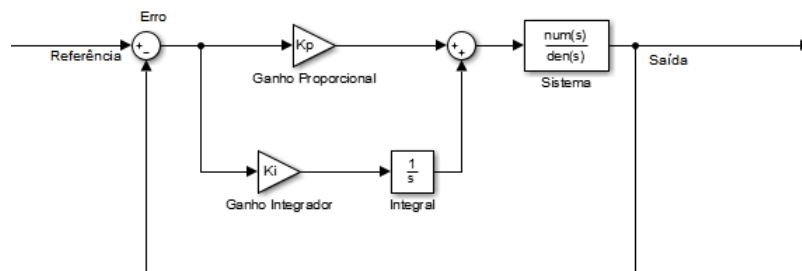 Erro
Referência
Kp
Ganho Proporcional
num(s)
den(s)
Sistema
Saída
Ki
Ganho Integrador
1
s
Integral